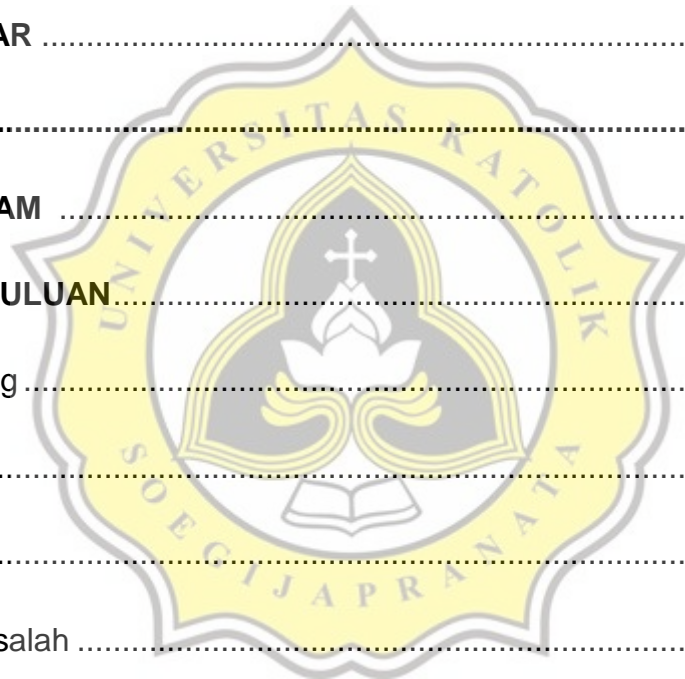 AR ........................................................................
........................................................................
AM ........................................................................
ULUAN........................................................................
g ........................................................................
........................................................................
........................................................................
salah ........................................................................
UNIVERSITAS KATOLIK
SOEGIJAPRANATA